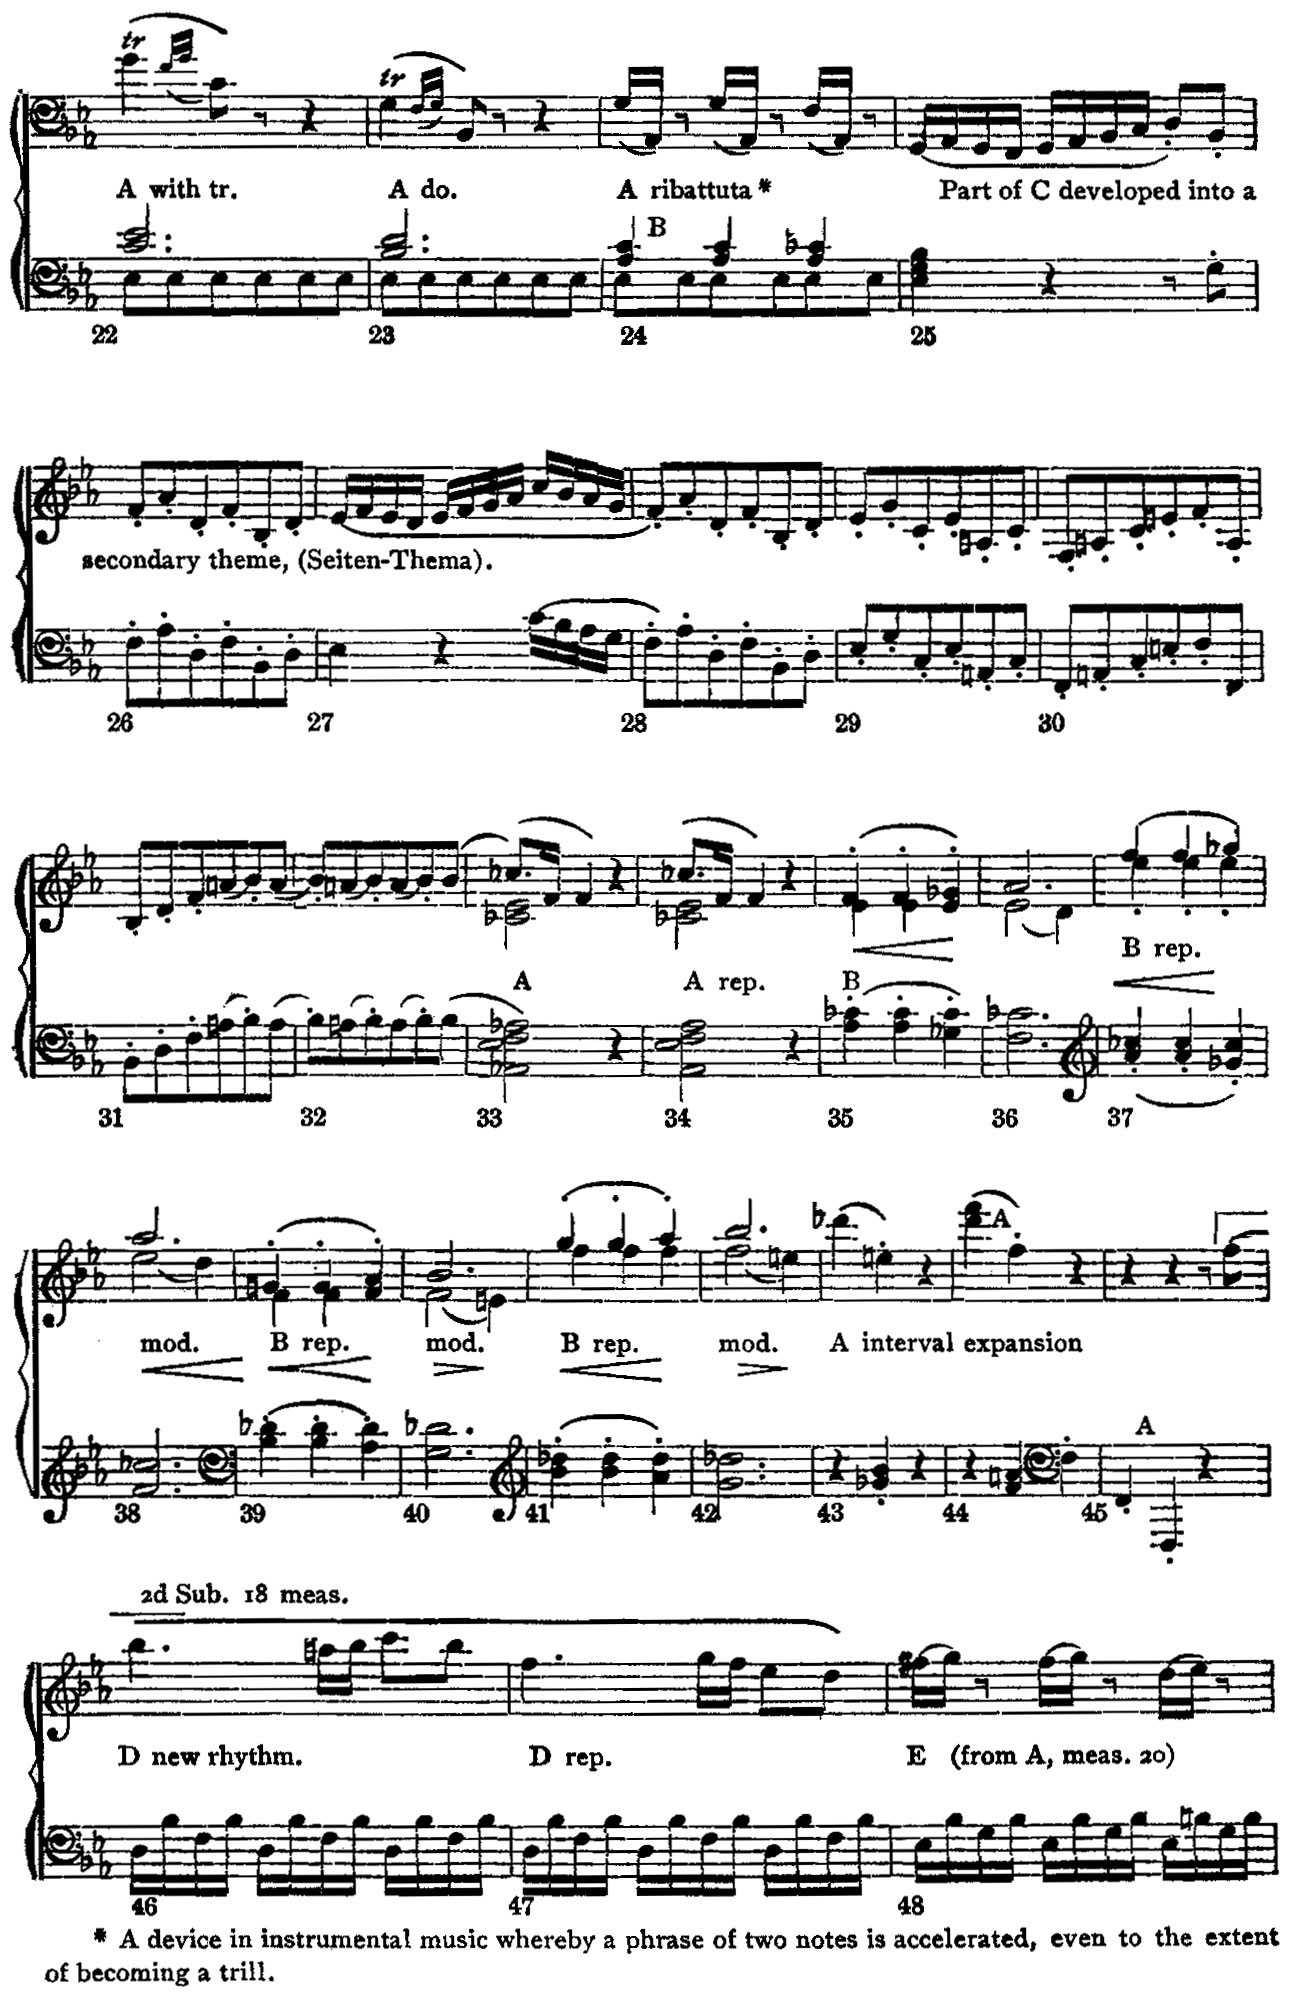 tr tr
A with tr. A do. A ribattuta * Part of C developed into a
B
22 23 24 25
secondary theme, (Seiten-Thema).
26 27 28 29 30
B rep.
A A rep. B
31 32 33 34 35 36 37
A
mod. B rep. mod. B rep. mod. A interval expansion
A
38 39 40 41 42 43 44 45
2d Sub. 18 meas.
D new rhythm. D rep. E (from A, meas. 20)
46 47 48
* A device in instrumental music whereby a phrase of two notes is accelerated, even to the extent
of becoming a trill.